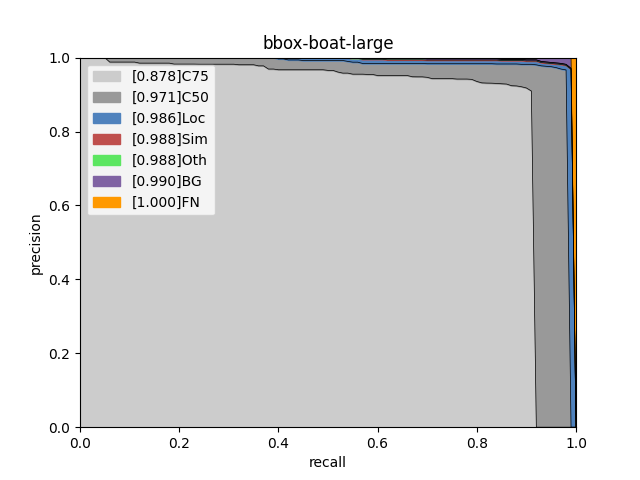 bbox-boat-large
1.0
0.8
0.6
0.4
0.2
0.0
precision
[0.878]C75
[0.971]C50
[0.986]Loc
[0.988]Sim
[0.988]Oth
[0.990]BG
[1.000]FN
0.0 0.2 0.4 0.6 0.8 1.0
recall